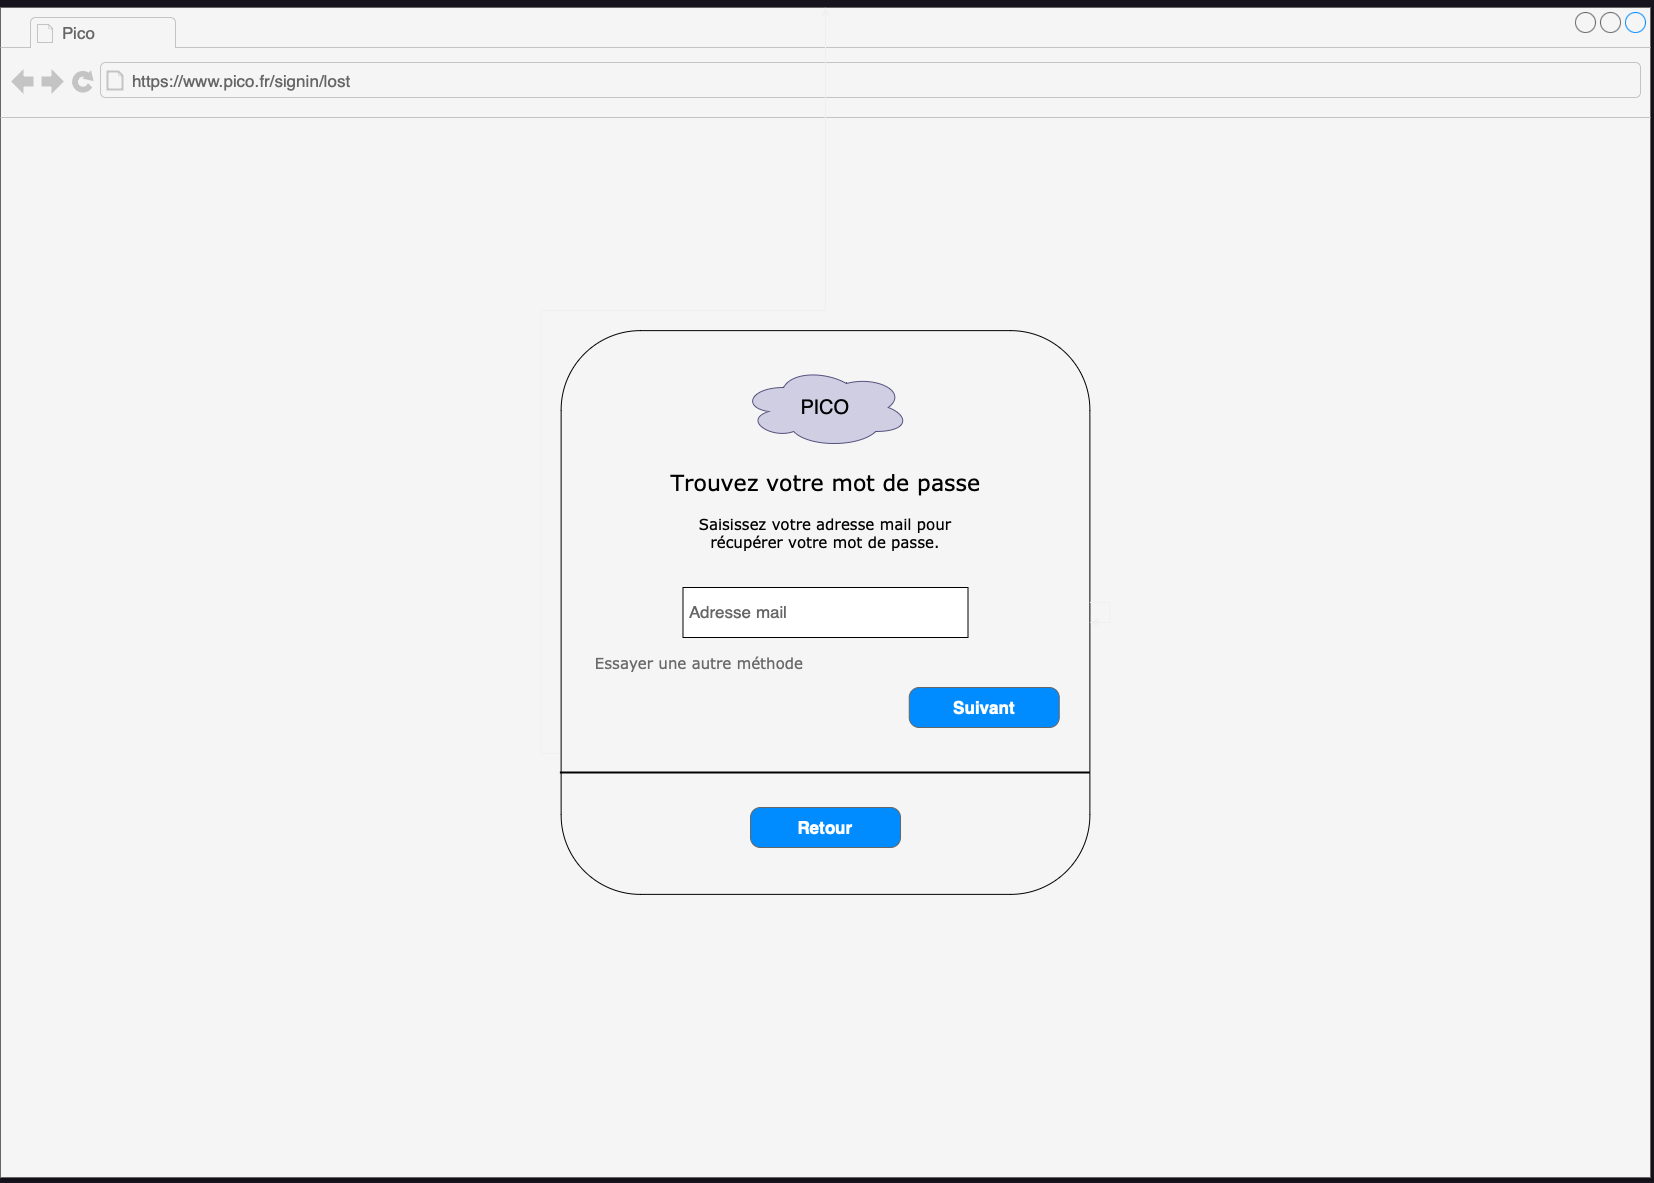 Pico
https://www.pico.fr/signin/lost
PICO
Trouvez votre mot de passe
Saisissez votre adresse mail pour
récupérer votre mot de passe.
Adresse mail
Essayer une autre méthode
Suivant
Retour